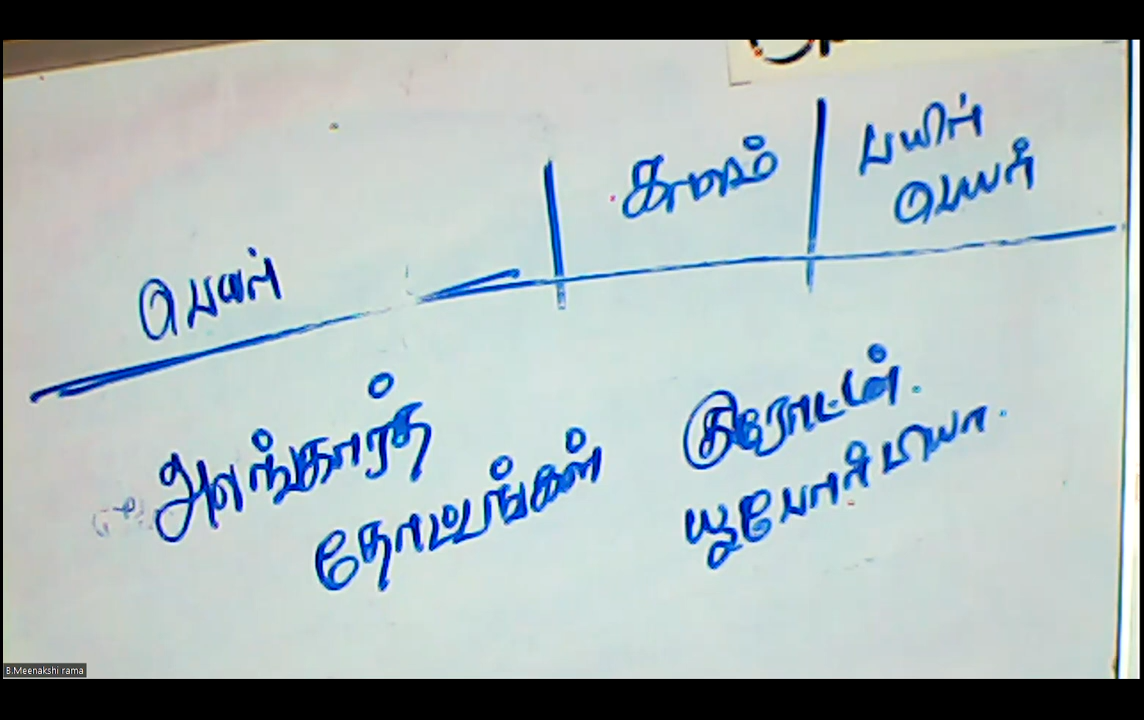 பெயர்
காலம்
பயிர்
பெயர்
அலங்காரத்
தோட்டங்கள்
குரோட்டன்.
யூபோர்பியா.
B.Meenakshi rama